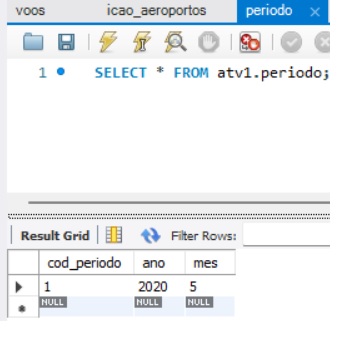 voos icao_aeroportos periodo ×
1 SELECT * FROM atv1.periodo;
Result Grid Filter Rows:
cod_periodo ano mes
1 2020 5
NULL NULL NULL